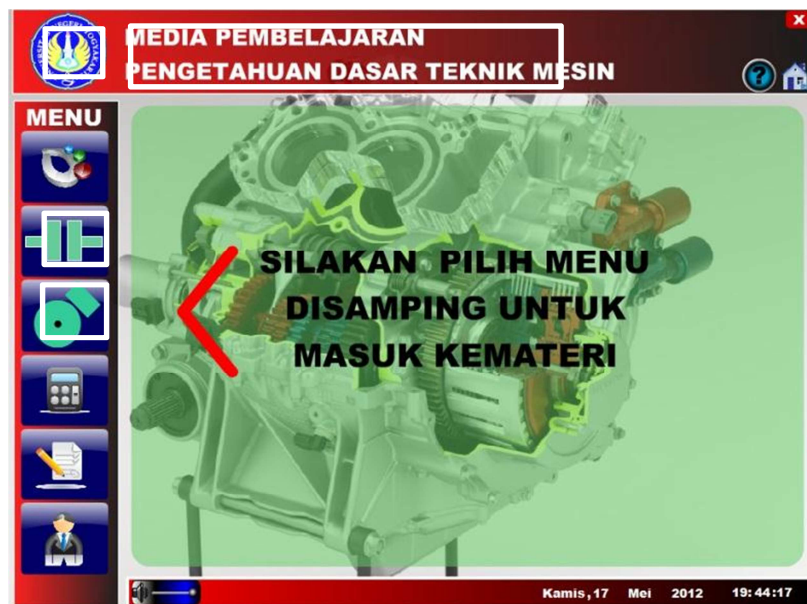 MEDIA PEMBELAJARAN
PENGETAHUAN DASAR TEKNIK MESIN
X
?
MENU
SILAKAN PILIH MENU
DISAMPING UNTUK
MASUK KEMATERI
Kamis,17 Mei 2012 19:44:17